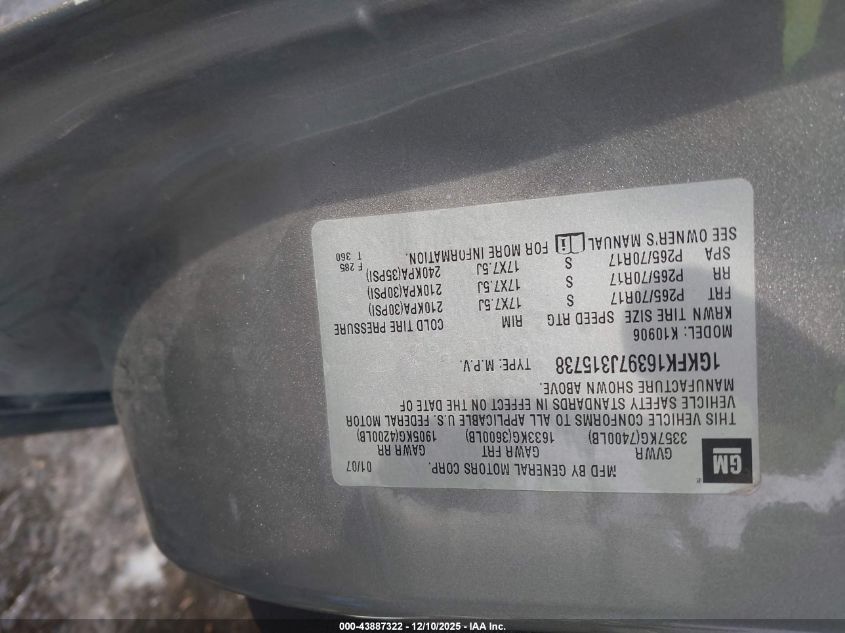 GM
MFD BY GENERAL MOTORS CORP. 01/07
GVWR GAWR FRT GAWR RR
3357KG(7400LB) 1633KG(3600LB) 1905KG(4200LB)
THIS VEHICLE CONFORMS TO ALL APPLICABLE U.S. FEDERAL MOTOR
VEHICLE SAFETY STANDARDS IN EFFECT ON THE DATE OF
MANUFACTURE SHOWN ABOVE.
1GKFK16397J315738 TYPE: M.P.V.
MODEL: K10906
KRWN TIRE SIZE SPEED RTG RIM COLD TIRE PRESSURE
FRT P265/70R17 S 17X7.5J 210KPA(30PSI)
RR P265/70R17 S 17X7.5J 210KPA(30PSI)
SPA P265/70R17 S 17X7.5J 240KPA(35PSI)
SEE OWNER'S MANUAL FOR MORE INFORMATION.
F 285
T 360
000-43887322 / 12/10/2025 - IAA Inc.